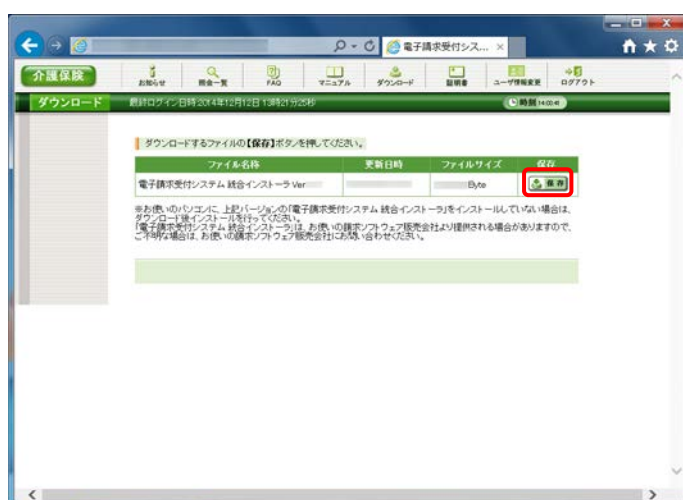 電子請求受付シス... ×
介護保険
お知らせ 照会一覧 FAQ マニュアル ダウンロード 証明書 ユーザ情報変更 ログアウト
ダウンロード 最終ログイン日時:2014年12月12日 13時21分25秒 時刻 14:00:41
ダウンロードするファイルの【保存】ボタンを押してください。
ファイル名称 更新日時 ファイルサイズ 保存
電子請求受付システム 統合インストーラ Ver Byte 保存
※お使いのパソコンに、上記バージョンの「電子請求受付システム 統合インストーラ」をインストールしていない場合は、
ダウンロード後インストールを行ってください。
「電子請求受付システム 統合インストーラ」は、お使いの請求ソフトウェア販売会社より提供される場合がありますので、
ご不明な場合は、お使いの請求ソフトウェア販売会社にお問い合わせください。